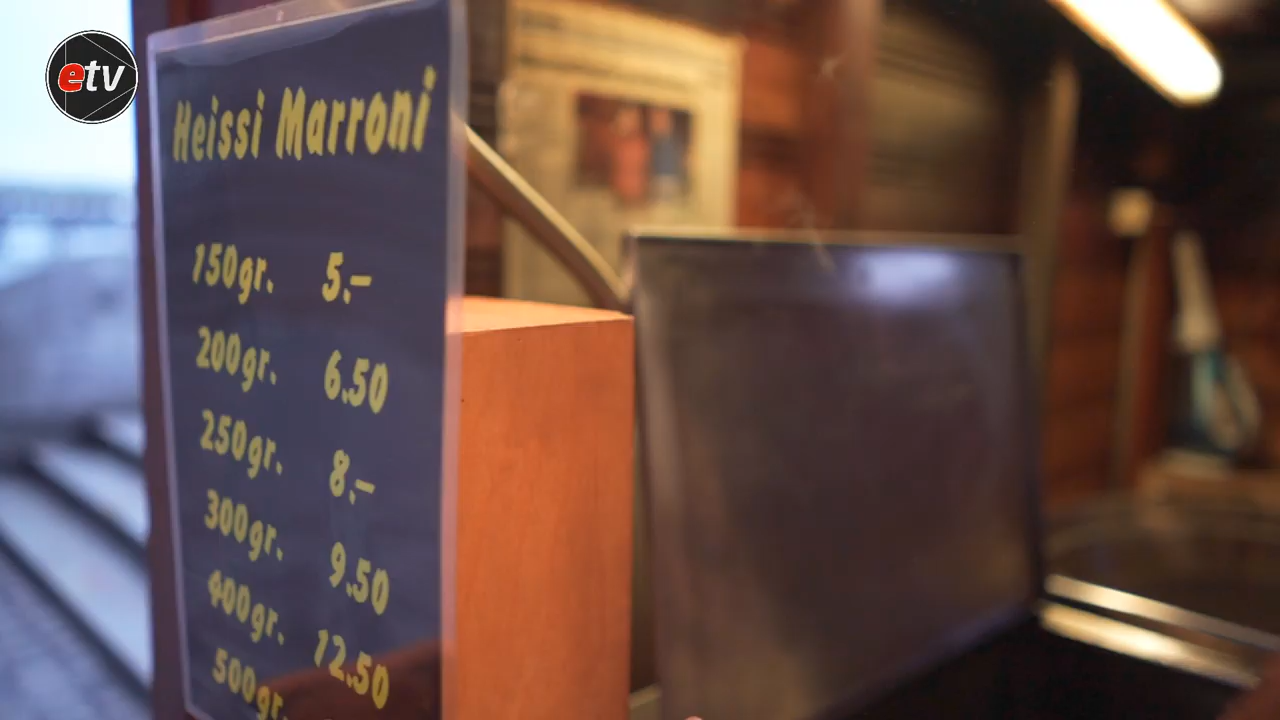 etv
Heissi Marroni
150gr. 5.–
200gr. 6.50
250gr. 8.–
300gr. 9.50
400gr. 12.50
500gr.